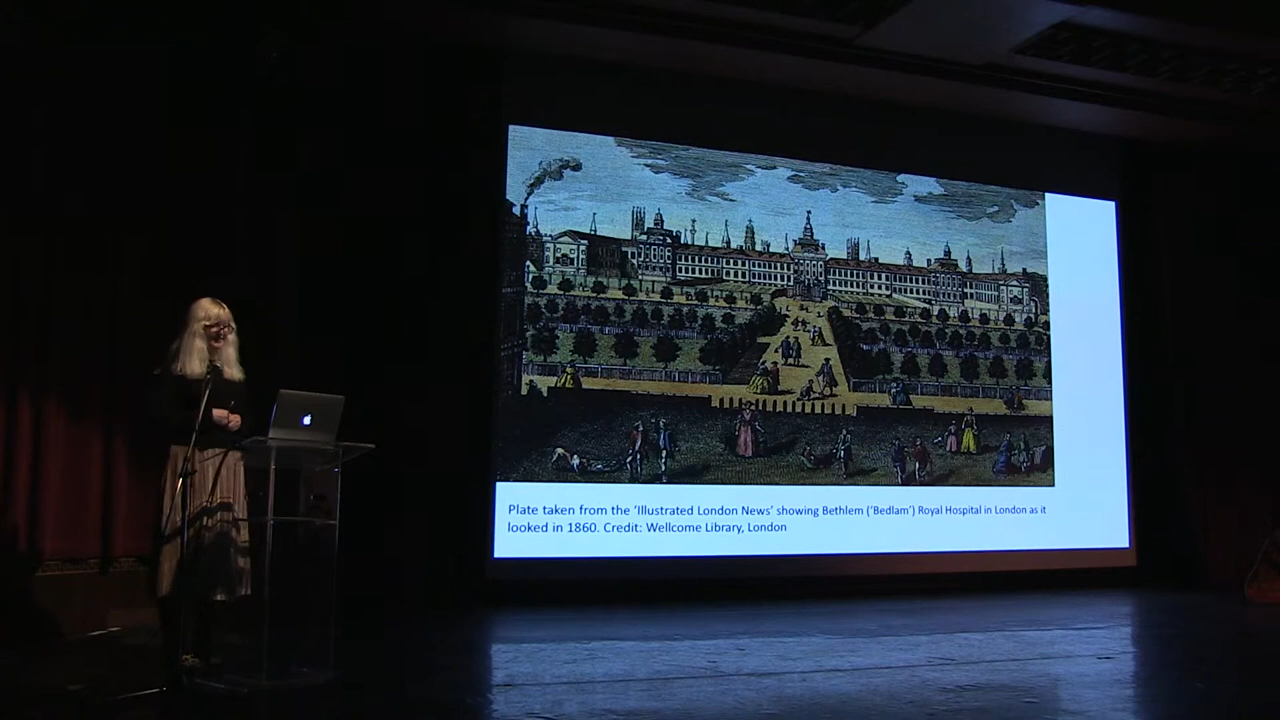 Plate taken from the 'Illustrated London News' showing Bethlem ('Bedlam') Royal Hospital in London as it
looked in 1860. Credit: Wellcome Library, London